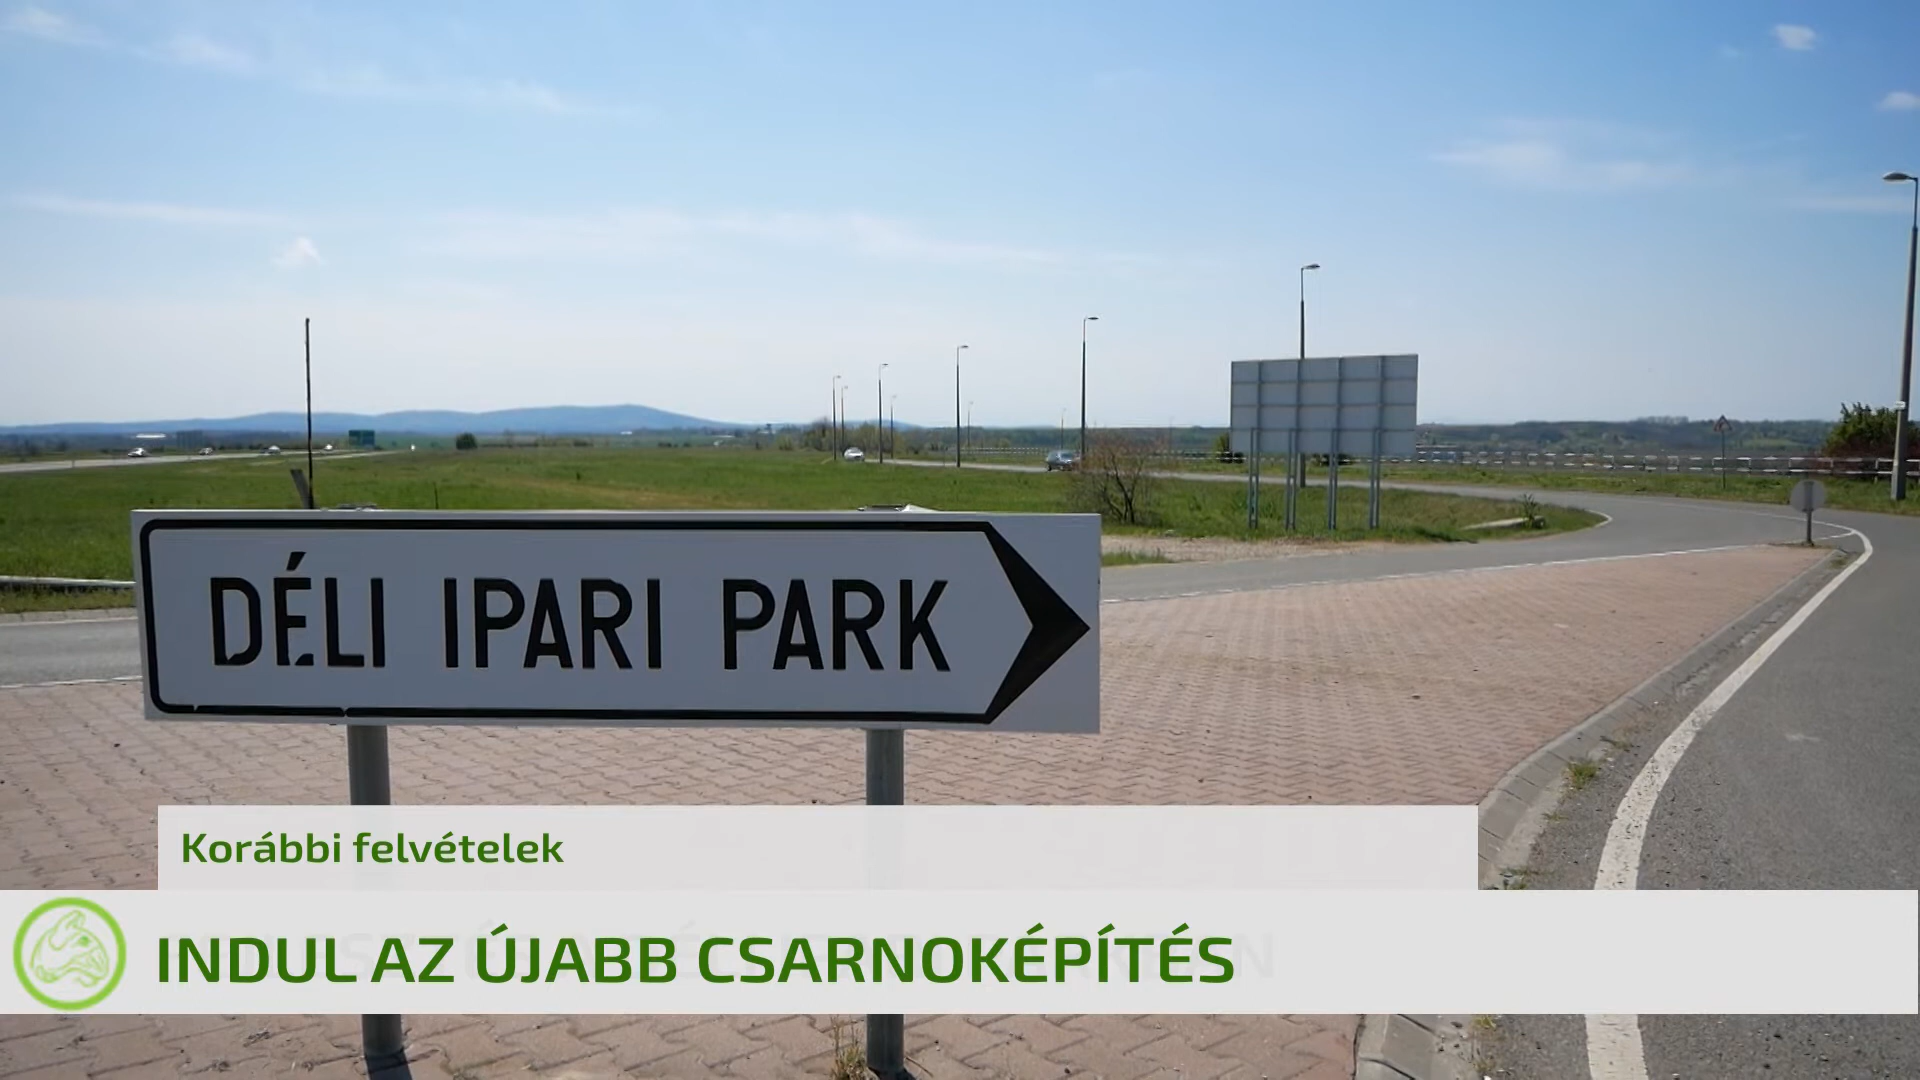 DÉLI IPARI PARK
Korábbi felvételek
INDUL AZ ÚJABB CSARNOKÉPÍTÉS